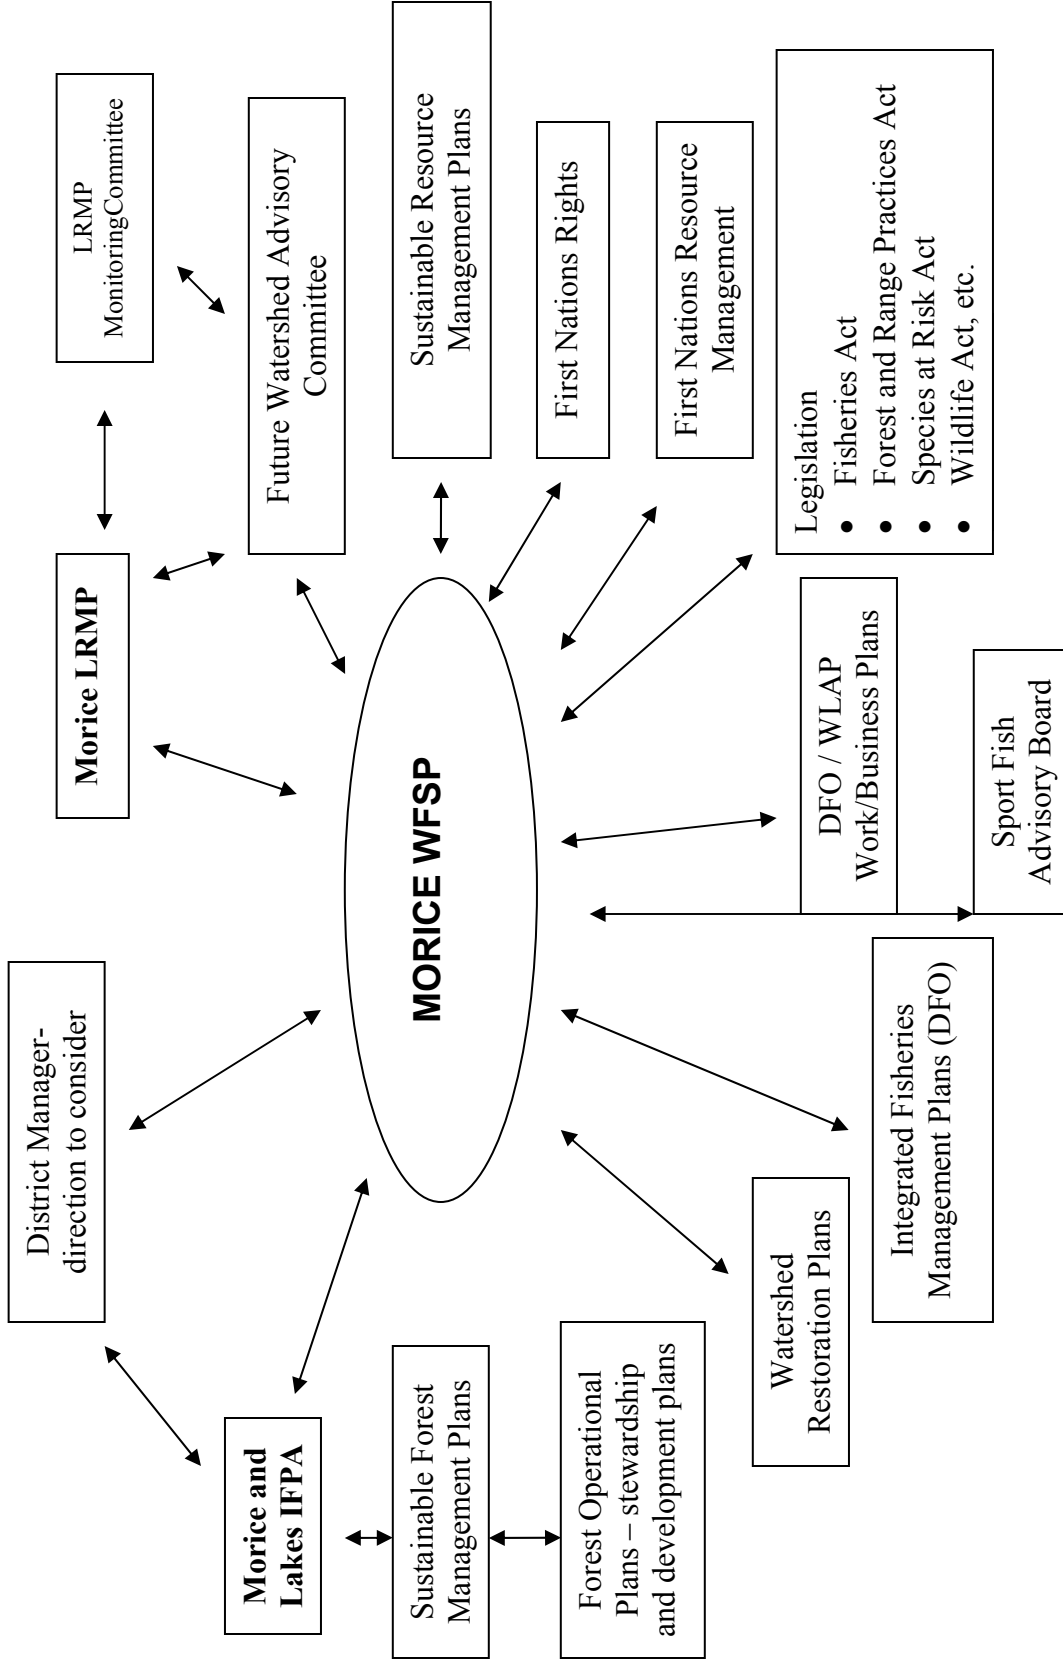 District Manager-
direction to consider
Morice LRMP
LRMP
MonitoringCommittee
Morice and
Lakes IFPA
Future Watershed Advisory
Committee
Sustainable Forest
Management Plans
MORICE WFSP
Sustainable Resource
Management Plans
Forest Operational
Plans – stewardship
and development plans
First Nations Rights
First Nations Resource
Management
Watershed
Restoration Plans
Integrated Fisheries
Management Plans (DFO)
DFO / WLAP
Work/Business Plans
Sport Fish
Advisory Board
Legislation
• Fisheries Act
• Forest and Range Practices Act
• Species at Risk Act
• Wildlife Act, etc.